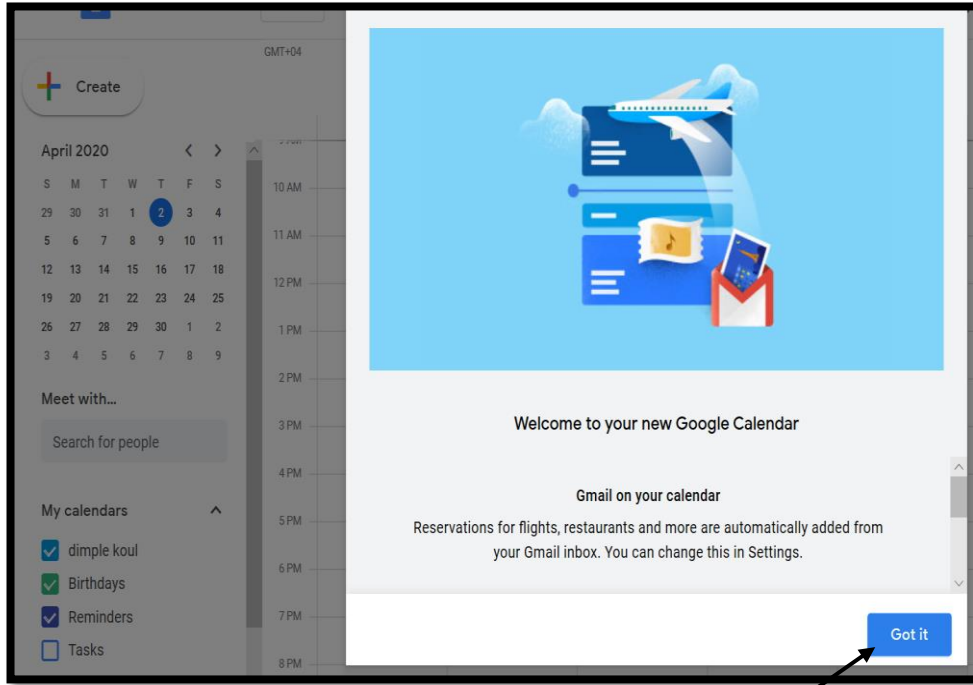 GMT+04
Create
April 2020
S M T W T F S
29 30 31 1 2 3 4
5 6 7 8 9 10 11
12 13 14 15 16 17 18
19 20 21 22 23 24 25
26 27 28 29 30 1 2
3 4 5 6 7 8 9
Meet with...
Search for people
My calendars
dimple koul
Birthdays
Reminders
Tasks
10 AM
11 AM
12 PM
1 PM
2 PM
3 PM
4 PM
5 PM
6 PM
7 PM
8 PM
Welcome to your new Google Calendar
Gmail on your calendar
Reservations for flights, restaurants and more are automatically added from
your Gmail inbox. You can change this in Settings.
Got it